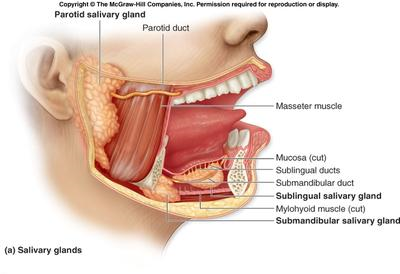 Copyright © The McGraw-Hill Companies, Inc. Permission required for reproduction or display.
Parotid salivary gland
Parotid duct
Masseter muscle
Mucosa (cut)
Sublingual ducts
Submandibular duct
Sublingual salivary gland
Mylohyoid muscle (cut)
Submandibular salivary gland
(a) Salivary glands